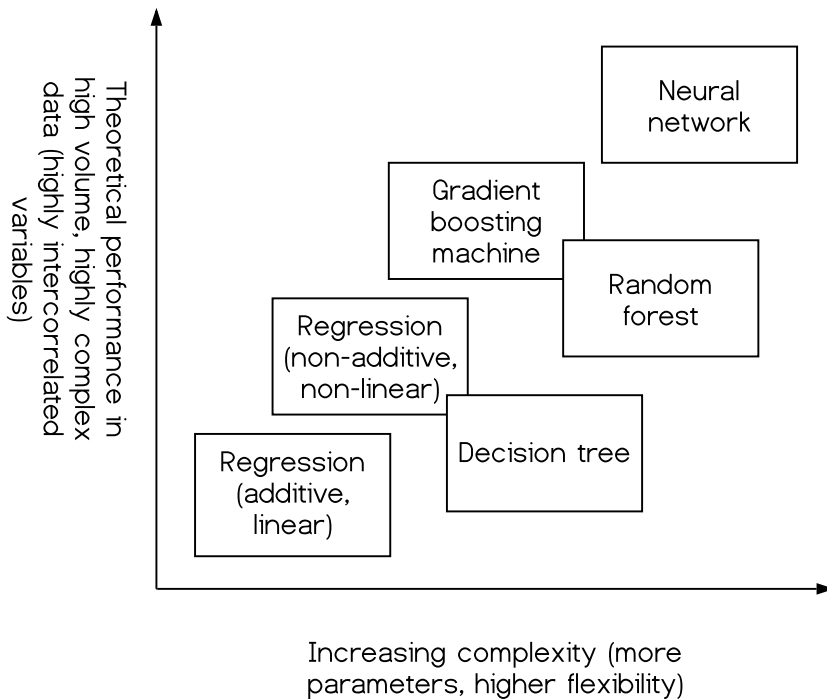 Theoretical performance in
high volume, highly complex
data (highly intercorrelated
variables)
Neural
network
Gradient
boosting
machine
Random
forest
Regression
(non-additive,
non-linear)
Decision tree
Regression
(additive,
linear)
Increasing complexity (more
parameters, higher flexibility)